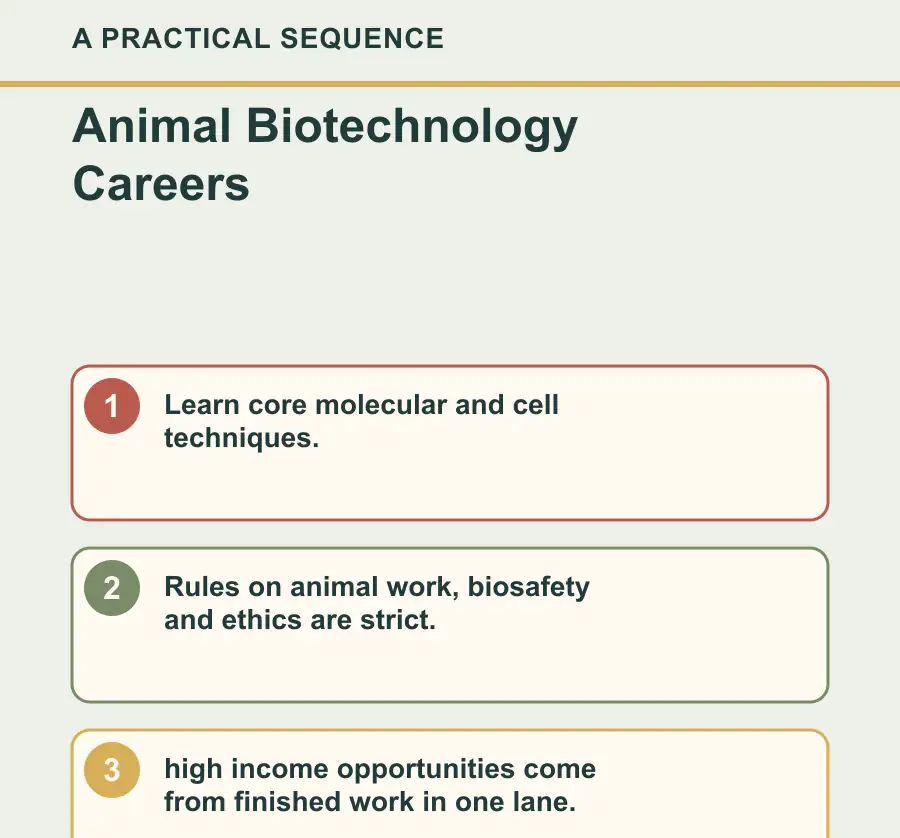 A PRACTICAL SEQUENCE
Animal Biotechnology
Careers
1
Learn core molecular and cell
techniques.
2
Rules on animal work, biosafety
and ethics are strict.
3
high income opportunities come
from finished work in one lane.